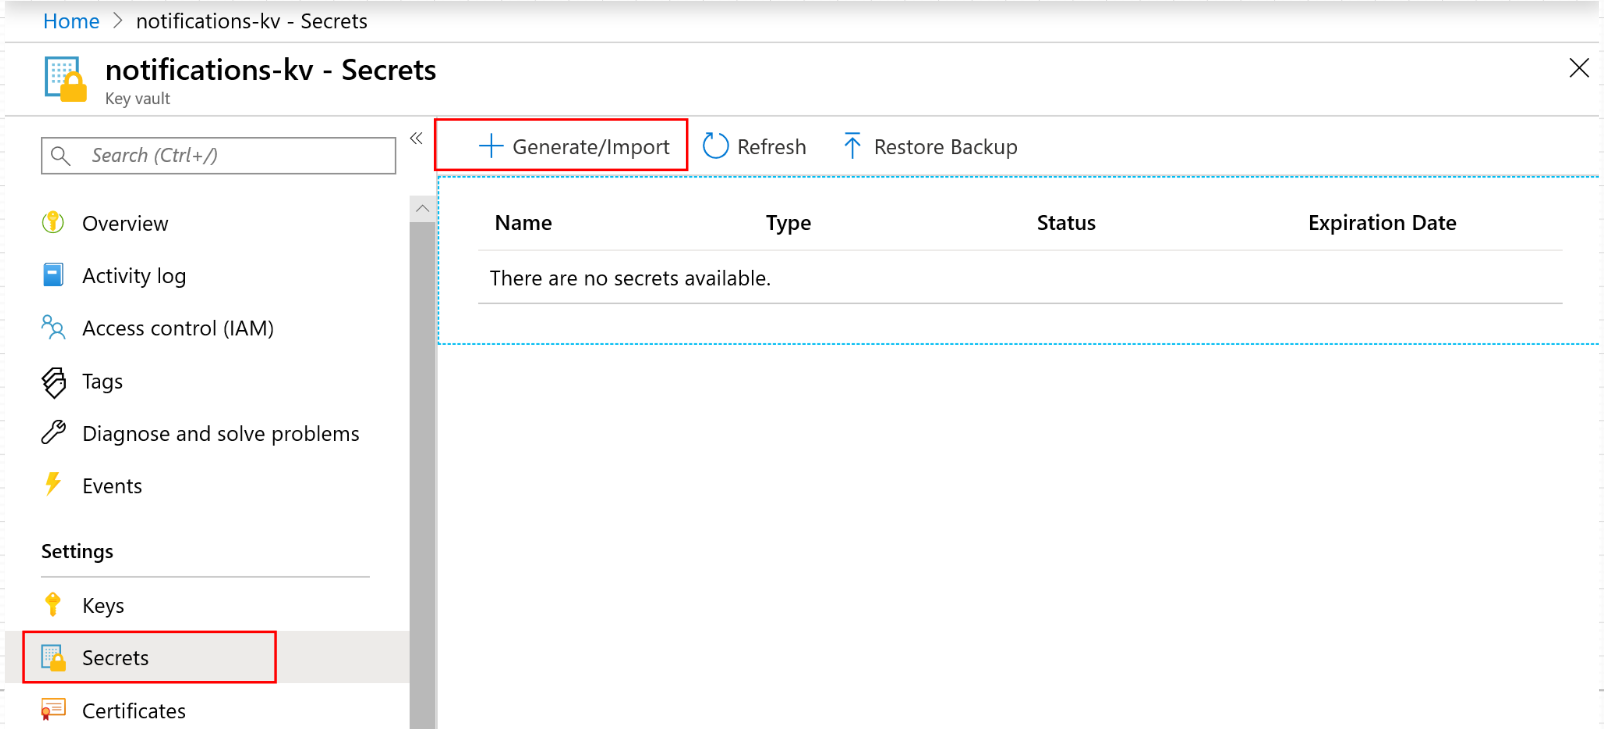 Home > notifications-kv - Secrets
notifications-kv - Secrets
Key vault
Search (Ctrl+/)
Overview
Activity log
Access control (IAM)
Tags
Diagnose and solve problems
Events
Settings
Keys
Secrets
Certificates
Generate/Import Refresh Restore Backup
Name Type Status Expiration Date
There are no secrets available.